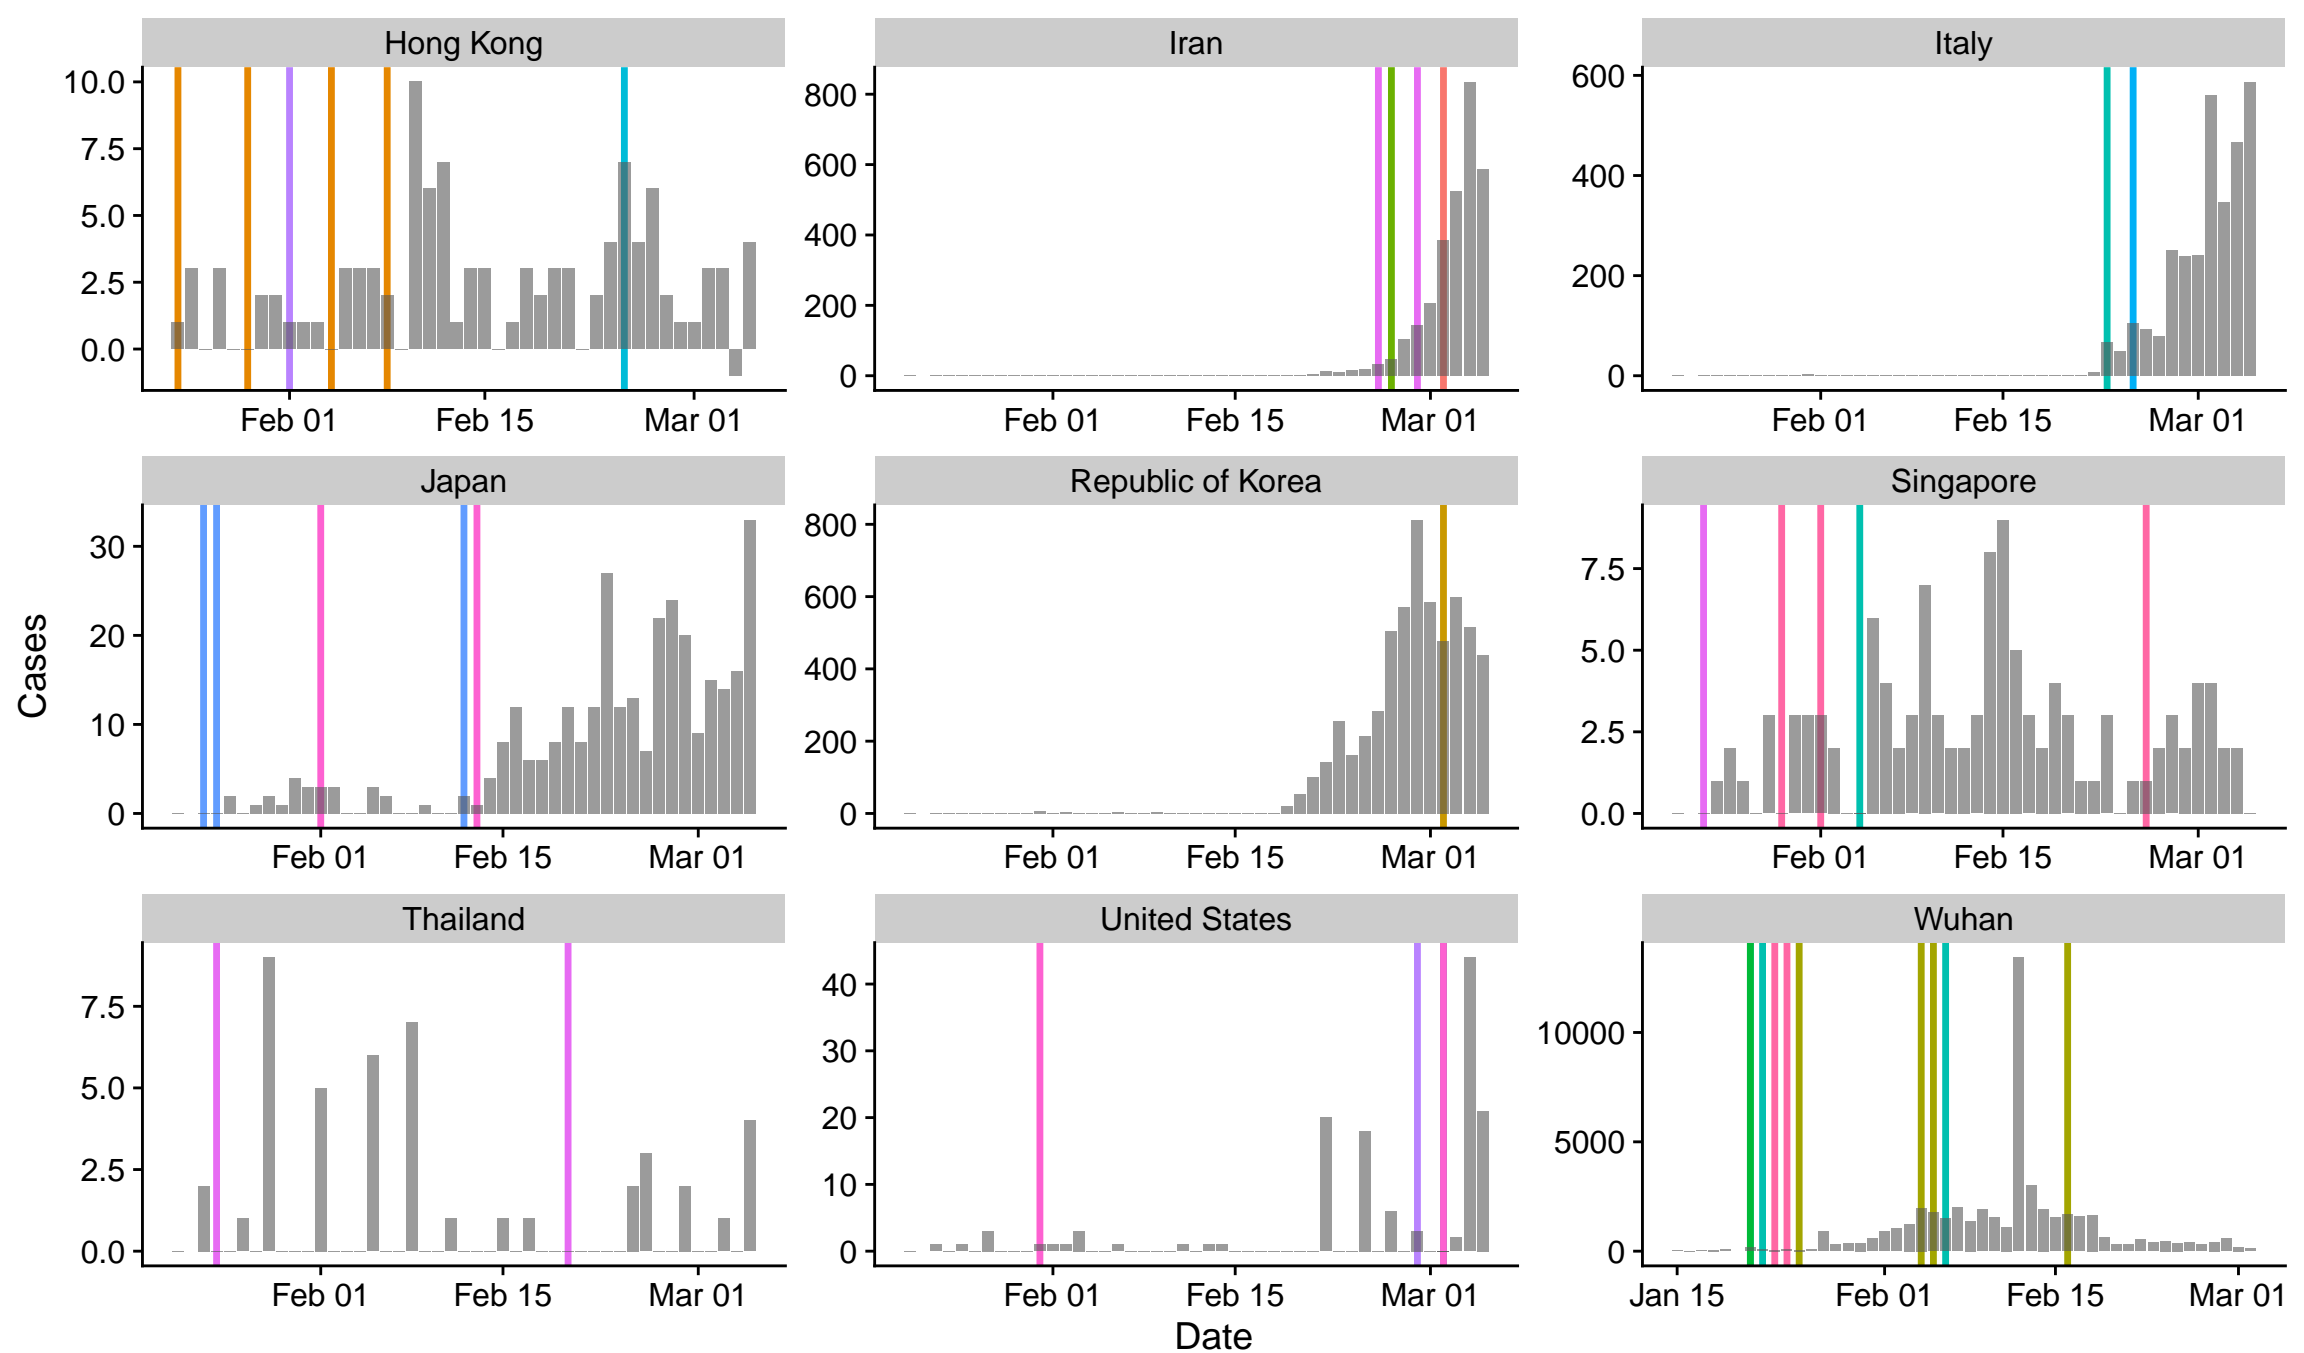 Hong Kong
Iran
Italy
10.0
7.5
5.0
2.5
0.0
800
600
400
200
0
600
400
200
0
Feb 01 Feb 15 Mar 01
Feb 01 Feb 15 Mar 01
Feb 01 Feb 15 Mar 01
Japan
Republic of Korea
Singapore
Cases
30
20
10
0
800
600
400
200
0
7.5
5.0
2.5
0.0
Feb 01 Feb 15 Mar 01
Feb 01 Feb 15 Mar 01
Feb 01 Feb 15 Mar 01
Thailand
United States
Wuhan
7.5
5.0
2.5
0.0
40
30
20
10
0
10000
5000
0
Feb 01 Feb 15 Mar 01
Feb 01 Feb 15 Mar 01
Jan 15 Feb 01 Feb 15 Mar 01
Date